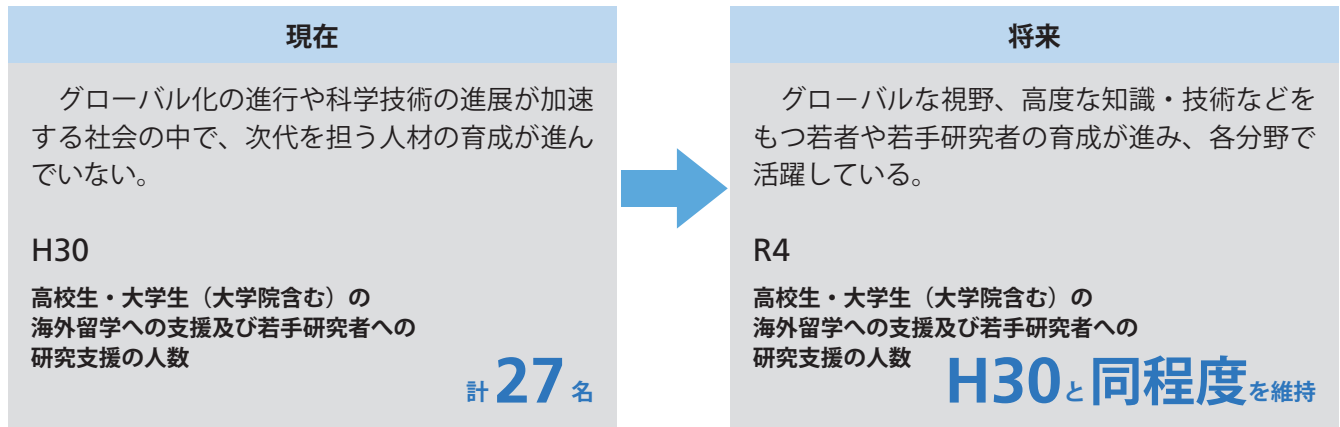 現在
グローバル化の進行や科学技術の進展が加速
する社会の中で、次代を担う人材の育成が進ん
でいない。
H30
高校生・大学生（大学院含む）の
海外留学への支援及び若手研究者への
研究支援の人数
計27名
将来
グローバルな視野、高度な知識・技術などを
もつ若者や若手研究者の育成が進み、各分野で
活躍している。
R4
高校生・大学生（大学院含む）の
海外留学への支援及び若手研究者への
研究支援の人数
H30と同程度を維持